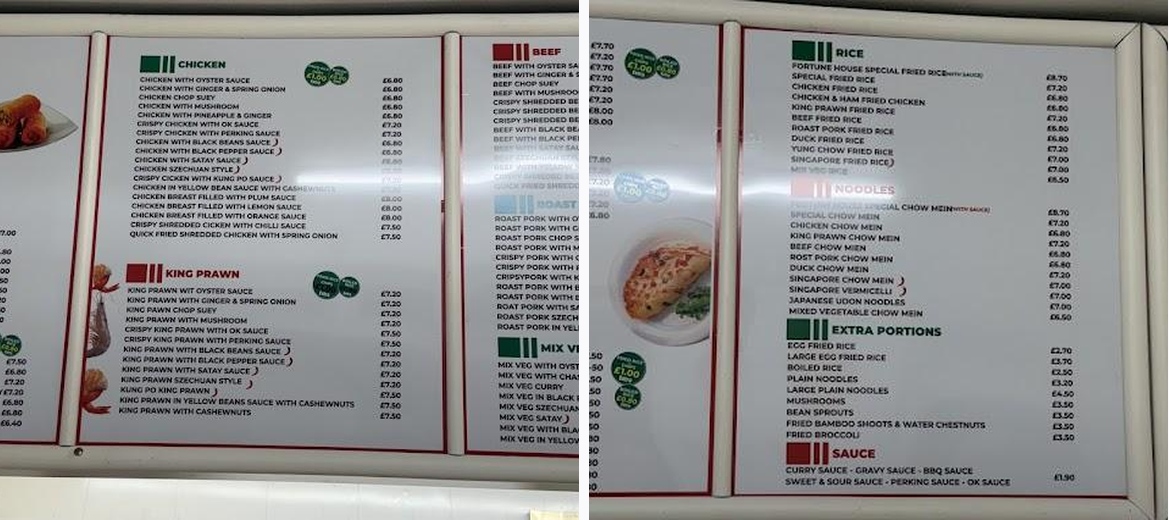 CHICKEN
CHICKEN WITH OYSTER SAUCE £6.80
CHICKEN WITH GINGER & SPRING ONION £6.80
CHICKEN CHOP SUEY £6.80
CHICKEN WITH MUSHROOM £6.80
CHICKEN WITH PINEAPPLE & GINGER £6.80
CRISPY CHICKEN WITH OK SAUCE £7.20
CHICKEN WITH PERKING SAUCE £7.20
CHICKEN WITH BLACK BEANS SAUCE £6.80
CHICKEN WITH BLACK PEPPER SAUCE £6.80
CHICKEN WITH SATAY SAUCE
CHICKEN SZECHUAN STYLE
CRISPY CICKEN WITH KUNG PO SAUCE
CHICKEN IN YELLOW BEAN SAUCE WITH CASHEWNUTS
CHICKEN BREAST FILLED WITH PLUM SAUCE £8.00
CHICKEN BREAST FILLED WITH LEMON SAUCE £8.00
CHICKEN BREAST FILLED WITH ORANGE SAUCE £8.00
CRISPY SHREDDED CICKEN WITH CHILLI SAUCE £7.50
QUICK FRIED SHREDDED CHICKEN WITH SPRING ONION £7.50
KING PRAWN
KING PRAWN WIT OYSTER SAUCE £7.20
KING PRAWN WITH GINGER & SPRING ONION £7.20
KING PAWN CHOP SUEY £7.20
KING PRAWN WITH MUSHROOM £7.20
CRISPY KING PRAWN WITH OK SAUCE £7.50
CRISPY KING PRAWN WITH PERKING SAUCE £7.50
KING PRAWN WITH BLACK BEANS SAUCE £7.20
KING PRAWN WITH BLACK PEPPER SAUCE £7.20
KING PRAWN WITH SATAY SAUCE £7.20
KING PRAWN SZECHUAN STYLE £7.20
KUNG PO KING PRAWN £7.50
KING PRAWN IN YELLOW BEANS SAUCE WITH CASHEWNUTS £7.50
KING PRAWN WITH CASHEWNUTS £7.50
BEEF
BEEF WITH OYSTER
BEEF WITH GINGER &
BEEF CHOP SUEY
BEEF WITH
CRISPY SHREDDED
CRISPY SHREDDED
BEEF WITH BLACK
BEEF WITH BLACK
ROAST
ROAST PORK WITH
ROAST PORK WITH
ROAST PORK CHOP
ROAST PORK WITH
CRISPY PORK WITH
CRIPSYPORK WITH
ROAST PORK WITH
ROAST PORK WITH
ROAT PORK WITH
ROAST PORK WITH
ROAST PORK IN
MIX
MIX VEG WITH
MIX VEG WITH
MIX VEG CURRY
MIX VEG IN BLACK
MIX VEG
MIX VEG SATAY
MIX VEG WITH
MIX VEG IN
RICE
FORTUNE HOUSE SPECIAL FRIED RICE(WITH SAUCE) £8.70
SPECIAL FRIED RICE £7.20
CHICKEN FRIED RICE £6.80
CHICKEN & HAM FRIED CHICKEN £6.80
KING PRAWN FRIED RICE £7.20
BEEF FRIED RICE £6.80
ROAST PORK FRIED RICE £6.80
DUCK FRIED RICE £7.20
YUNG CHOW FRIED RICE £7.00
SINGAPORE FRIED RICE £7.00
MIX VEG RICE £6.50
NOODLES
FORTUNE HOUSE SPECIAL CHOW MEIN(WITH SAUCE) £8.70
SPECIAL CHOW MEIN £7.20
CHICKEN CHOW MEIN £6.80
KING PRAWN CHOW MEIN £7.20
BEEF CHOW MEIN £6.80
ROST PORK CHOW MEIN £6.80
DUCK CHOW MEIN £7.20
SINGAPORE CHOW MEIN £7.00
SINGAPORE VERMICELLI £7.00
JAPANESE UDON NOODLES £7.00
MIXED VEGETABLE CHOW MEIN £6.50
EXTRA PORTIONS
EGG FRIED RICE £2.70
LARGE EGG FRIED RICE £3.70
BOILED RICE £2.50
PLAIN NOODLES £3.20
LARGE PLAIN NOODLES £4.50
MUSHROOMS £3.50
BEAN SPROUTS £3.50
FRIED BAMBOO SHOOTS & WATER CHESTNUTS £3.50
FRIED BROCCOLI £3.50
SAUCE
CURRY SAUCE - GRAVY SAUCE - BBQ SAUCE £1.90
SWEET & SOUR SAUCE - PERKING SAUCE - OK SAUCE